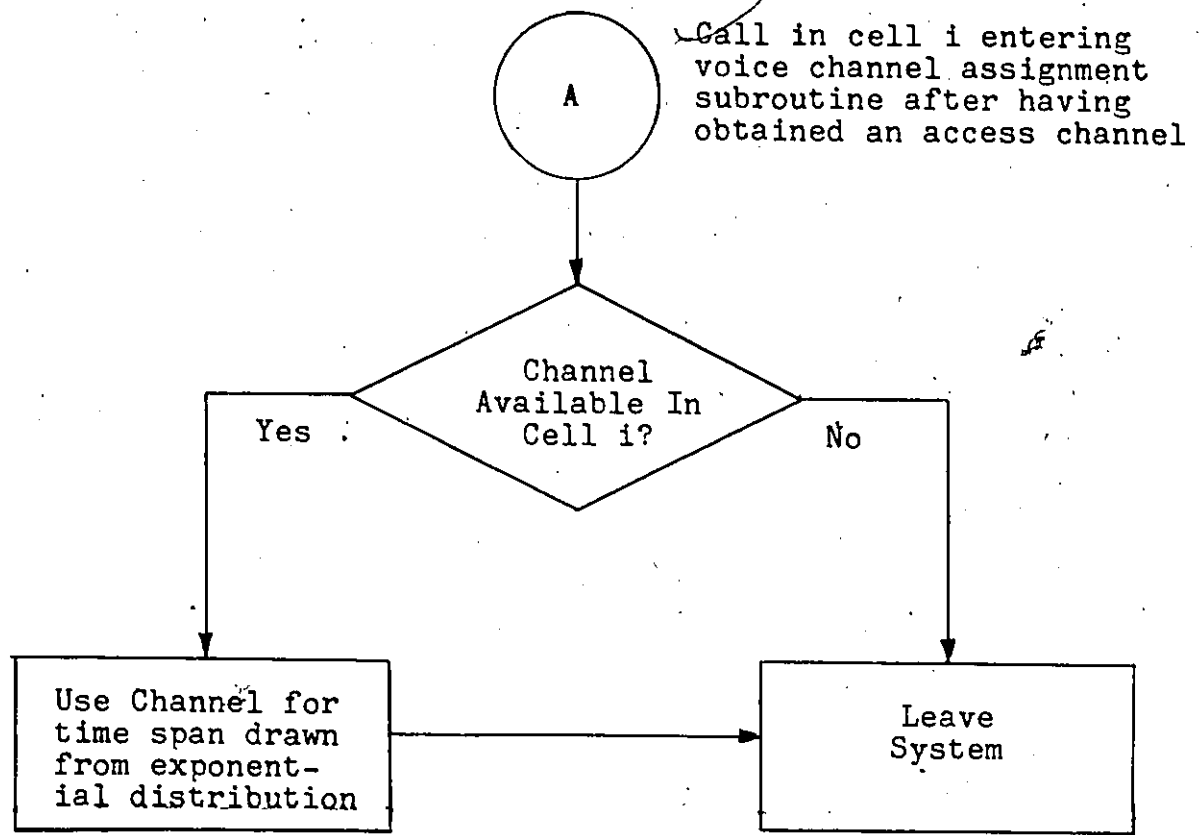 A
Call in cell i entering
voice channel assignment
subroutine after having
obtained an access channel
Channel
Available In
Cell i?
Yes
No
Use Channel for
time span drawn
from exponent-
ial distribution
Leave
System